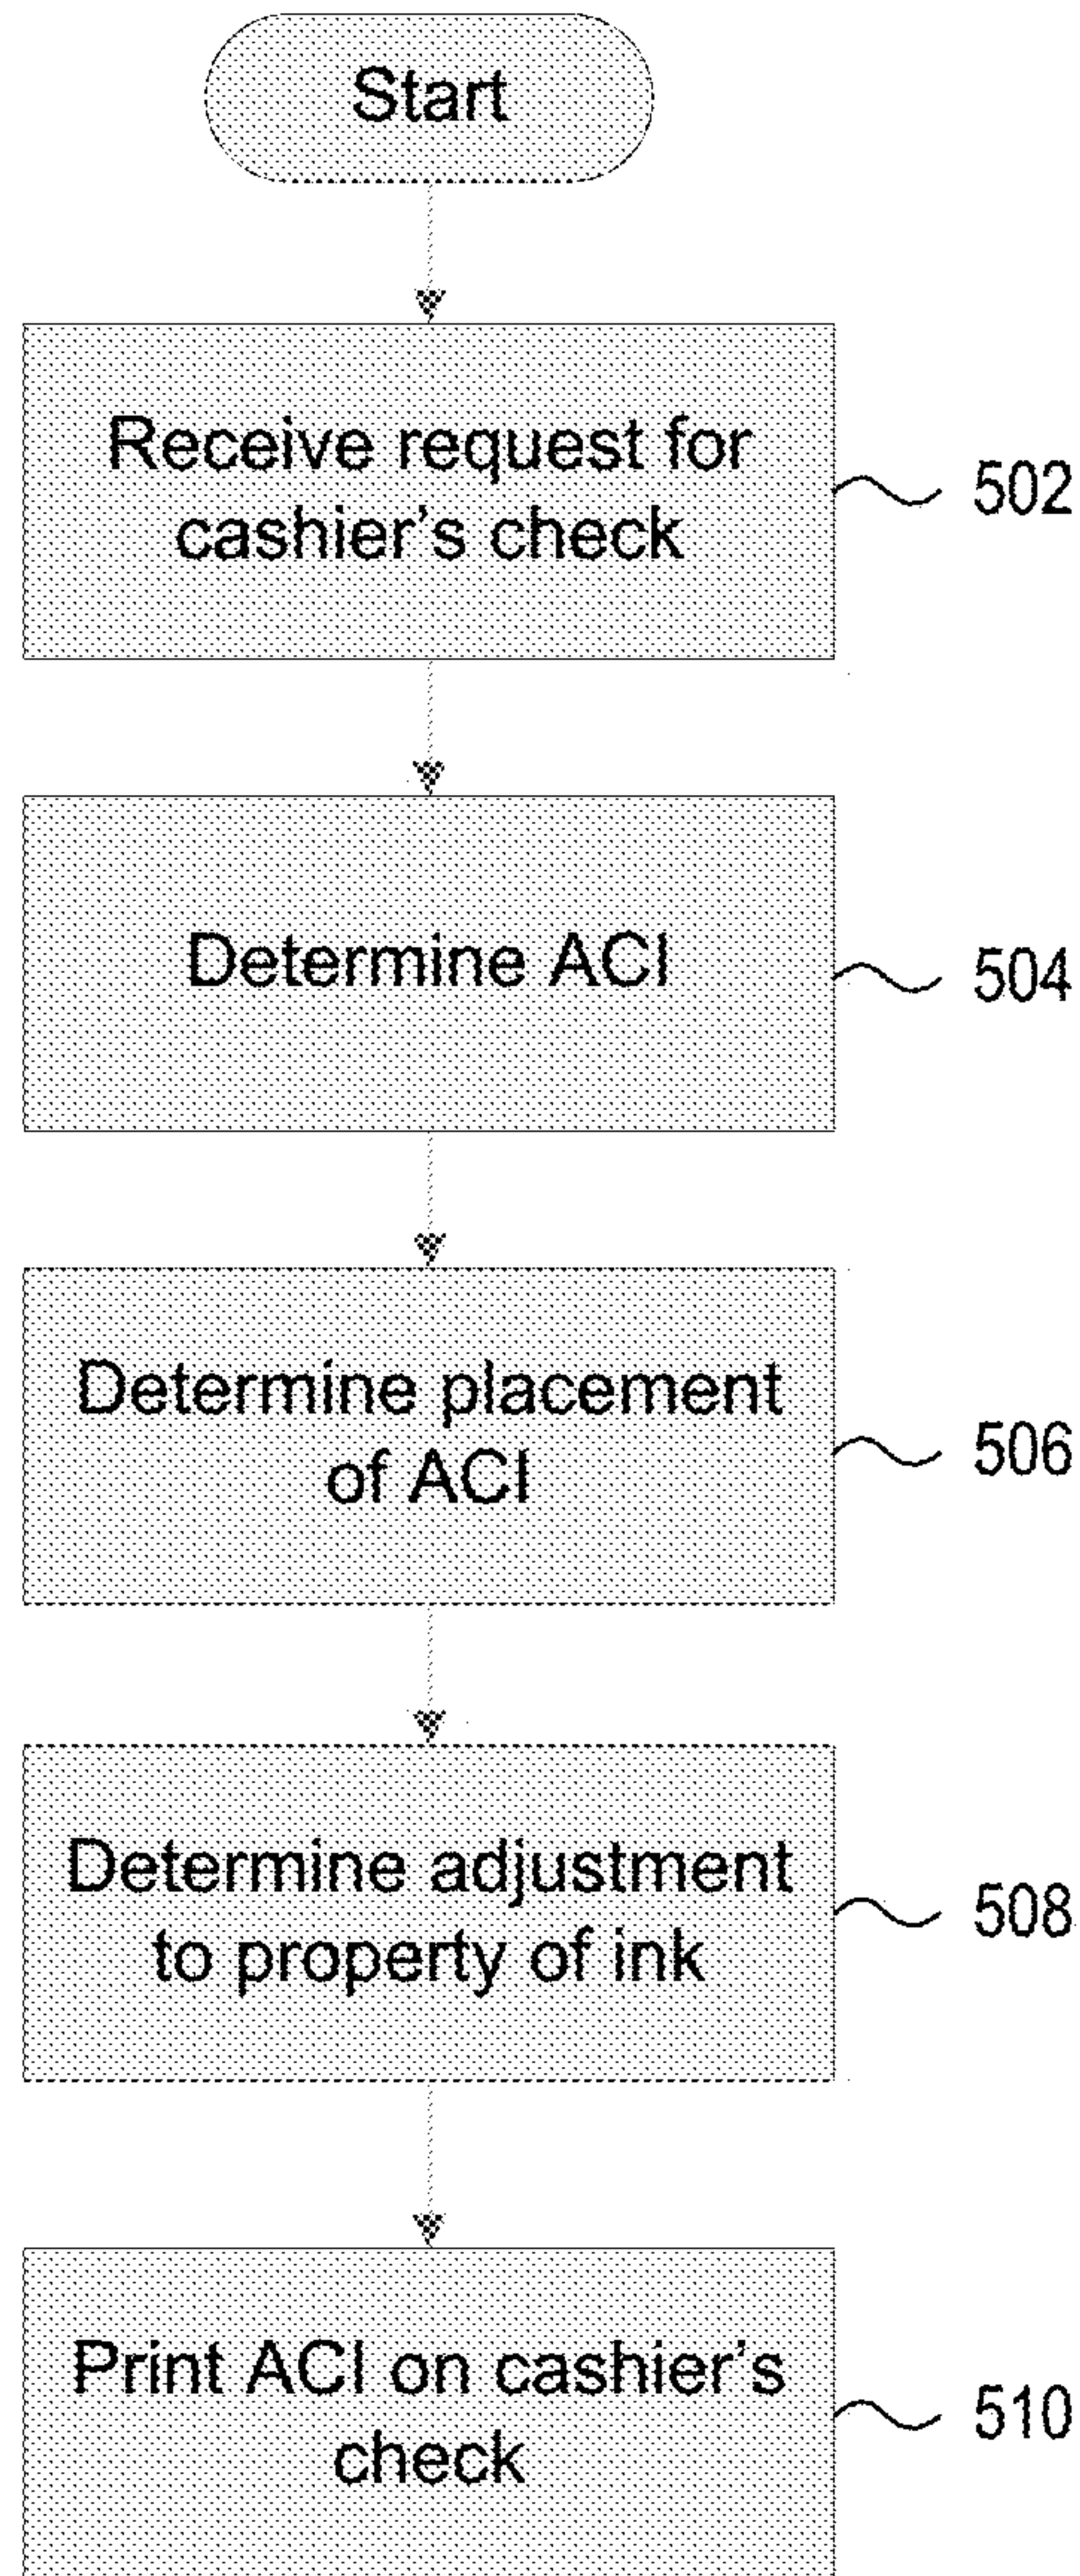 Start
Receive request for
cashier's check
502
Determine ACI
504
Determine placement
of ACI
506
Determine adjustment
to property of ink
508
Print ACI on cashier's
check
510